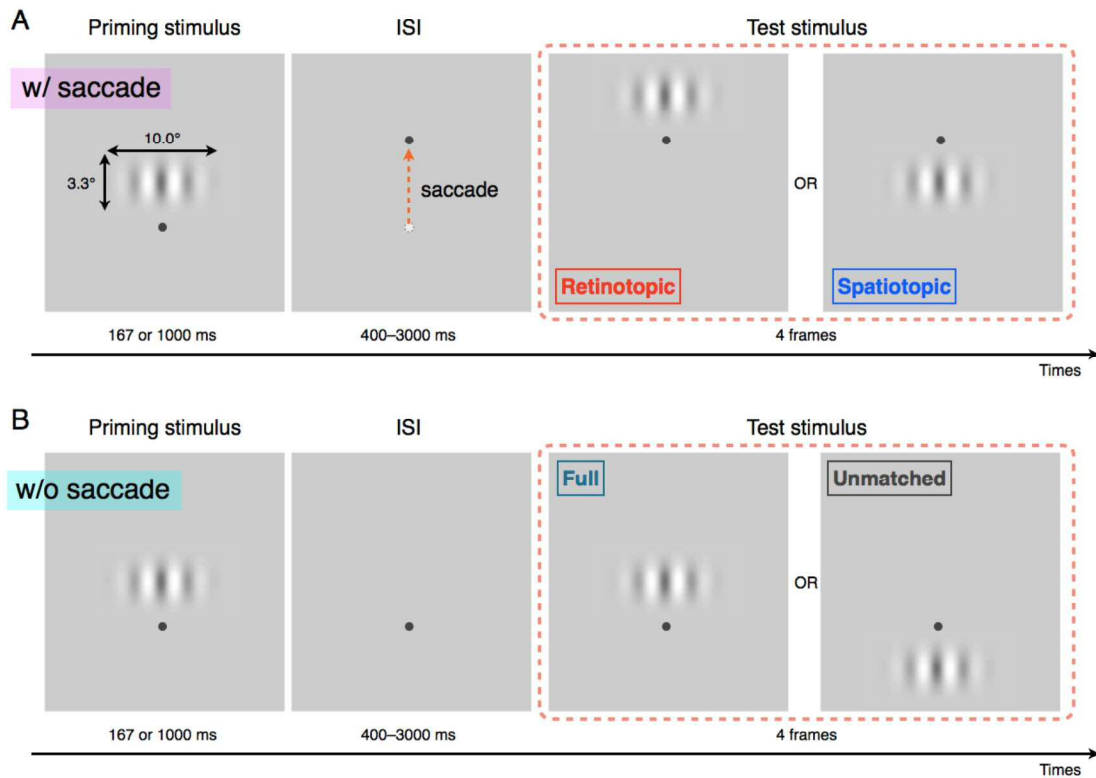 A
Priming stimulus ISI Test stimulus
w/ saccade
10.0°
3.3°
saccade
OR
Retinotopic Spatiotopic
167 or 1000 ms 400–3000 ms 4 frames
Times
B
Priming stimulus ISI Test stimulus
w/o saccade
Full Unmatched
OR
167 or 1000 ms 400–3000 ms 4 frames
Times